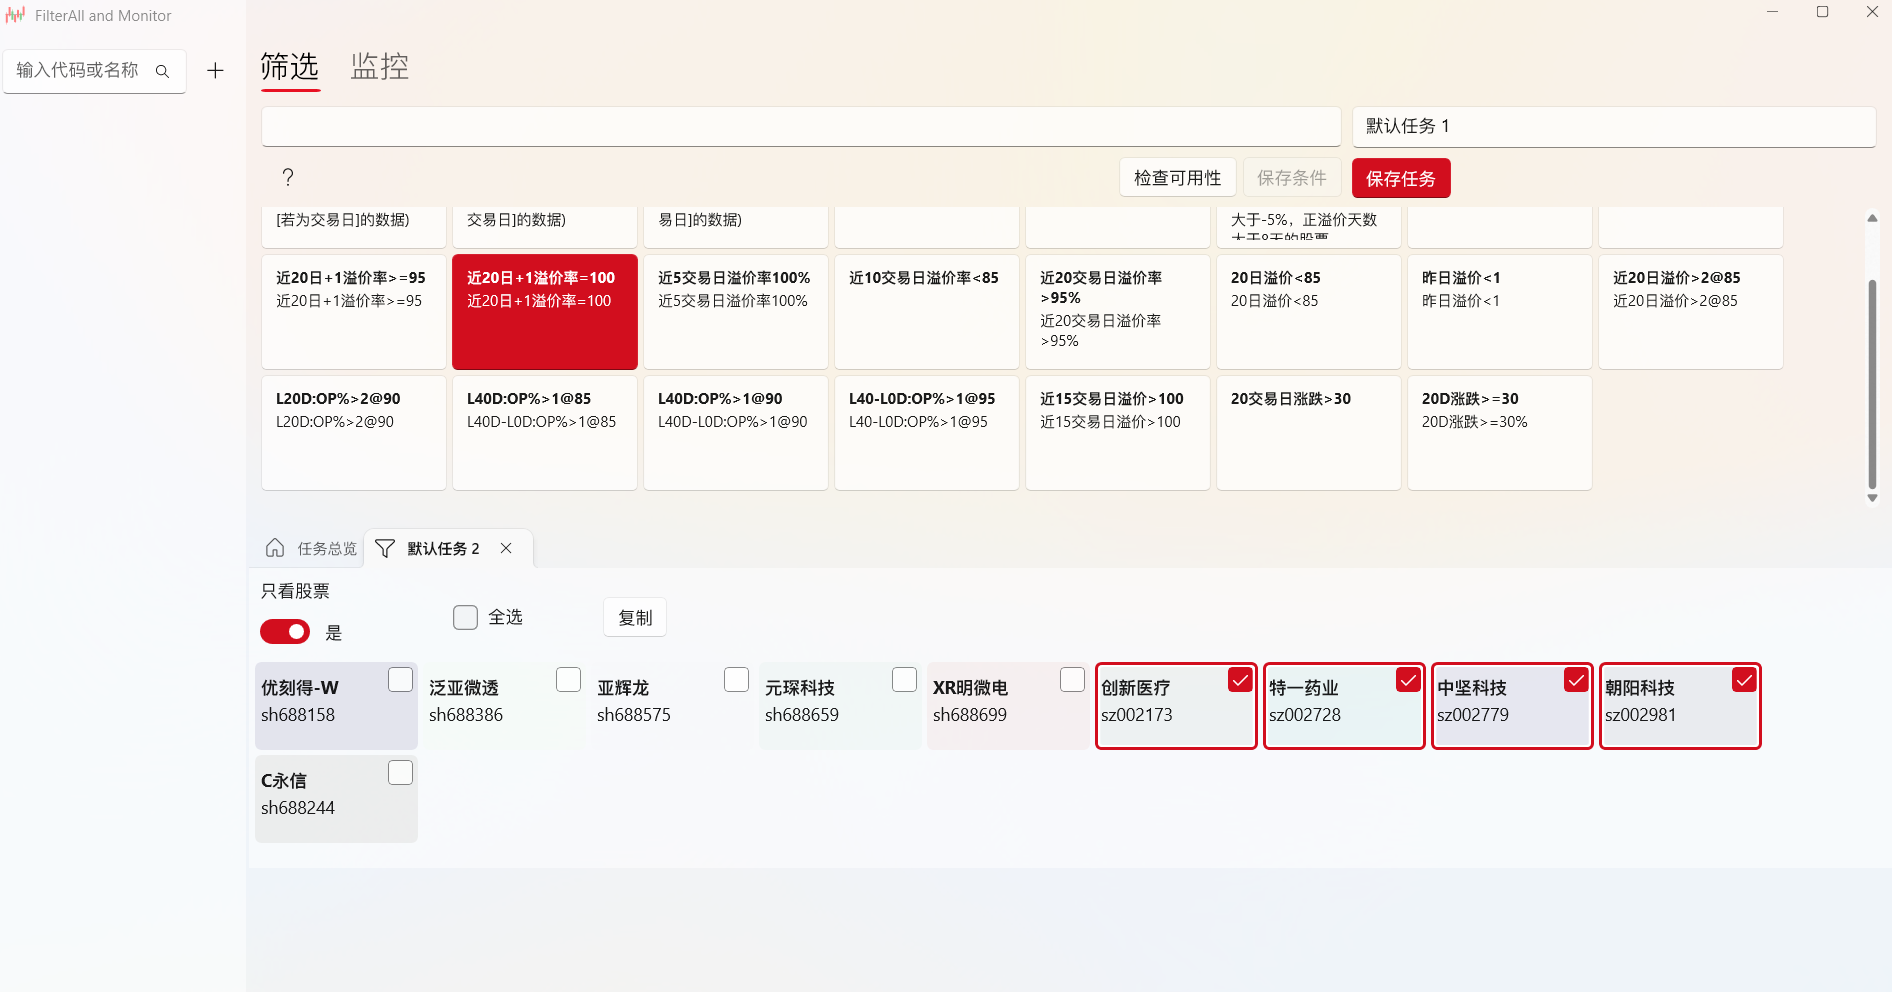 FilterAll and Monitor
输入代码或名称
筛选 监控
默认任务 1
?
检查可用性 保存条件 保存任务
[若为交易日]的数据)
交易日]的数据)
易日]的数据)
大于-5%，正溢价天数
大于8天的股票
近20日+1溢价率>=95
近20日+1溢价率>=95
近20日+1溢价率=100
近20日+1溢价率=100
近5交易日溢价率100%
近5交易日溢价率100%
近10交易日溢价率<85
近20交易日溢价率
>95%
近20交易日溢价率
>95%
20日溢价<85
20日溢价<85
昨日溢价<1
昨日溢价<1
近20日溢价>2@85
近20日溢价>2@85
L20D:OP%>2@90
L20D:OP%>2@90
L40D:OP%>1@85
L40D-L0D:OP%>1@85
L40D:OP%>1@90
L40D-L0D:OP%>1@90
L40-L0D:OP%>1@95
L40-L0D:OP%>1@95
近15交易日溢价>100
近15交易日溢价>100
20交易日涨跌>30
20D涨跌>=30
20D涨跌>=30%
任务总览 默认任务 2
只看股票
是
全选
复制
优刻得-W
sh688158
泛亚微透
sh688386
亚辉龙
sh688575
元琛科技
sh688659
XR明微电
sh688699
创新医疗
sz002173
特一药业
sz002728
中坚科技
sz002779
朝阳科技
sz002981
C永信
sh688244